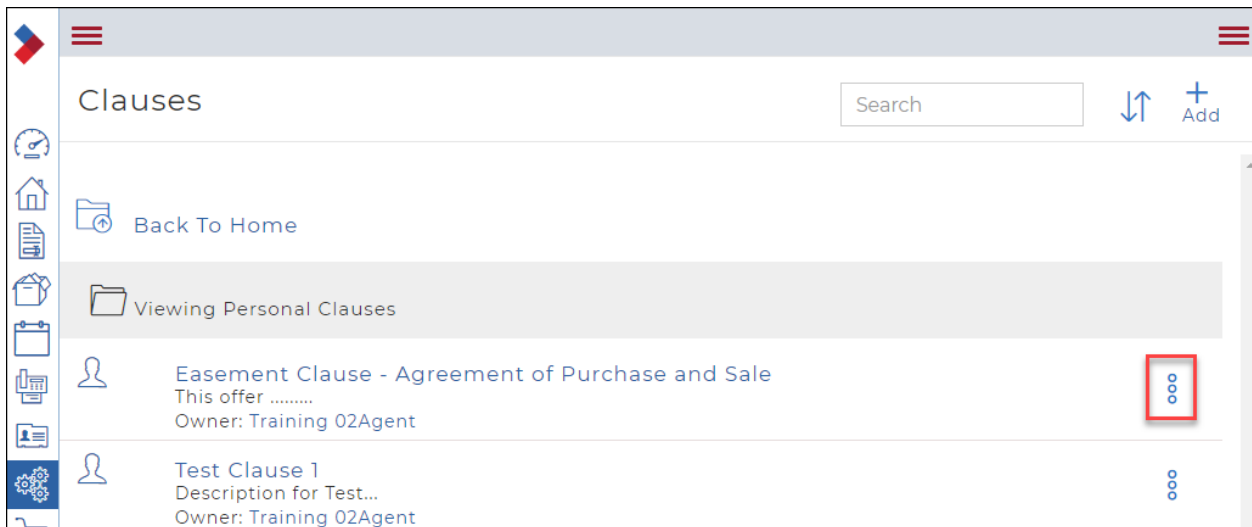 Clauses
Search
Add
Back To Home
Viewing Personal Clauses
Easement Clause - Agreement of Purchase and Sale
This offer .........
Owner: Training 02Agent
Test Clause 1
Description for Test...
Owner: Training 02Agent